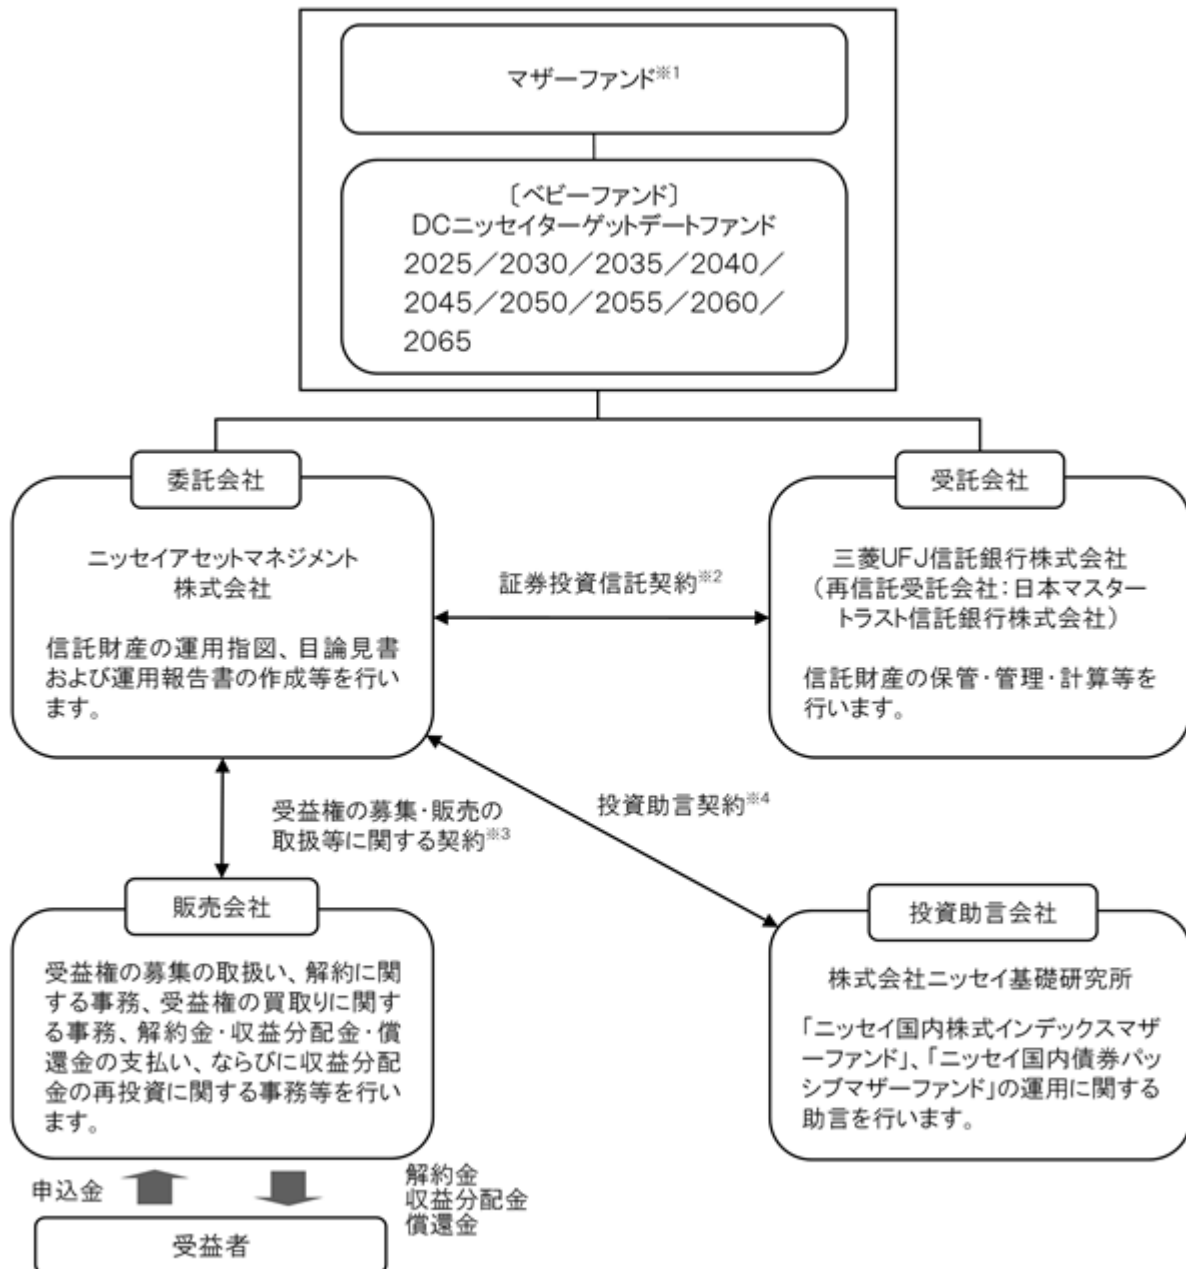 マザーファンド※1
〔ベビーファンド〕
DCニッセイターゲットデートファンド
2025／2030／2035／2040／
2045／2050／2055／2060／
2065
委託会社
ニッセイアセットマネジメント
株式会社
信託財産の運用指図、目論見書
および運用報告書の作成等を行い
ます。
証券投資信託契約※2
受託会社
三菱UFJ信託銀行株式会社
（再信託受託会社：日本マスター
トラスト信託銀行株式会社）
信託財産の保管・管理・計算等を
行います。
受益権の募集・販売の
取扱等に関する契約※3
投資助言契約※4
販売会社
受益権の募集の取扱い、解約に関
する事務、受益権の買取りに関す
る事務、解約金・収益分配金・償
還金の支払い、ならびに収益分配
金の再投資に関する事務等を行い
ます。
投資助言会社
株式会社ニッセイ基礎研究所
「ニッセイ国内株式インデックスマザ
ーファンド」、「ニッセイ国内債券パッ
シブマザーファンド」の運用に関する
助言を行います。
申込金
解約金
収益分配金
償還金
受益者